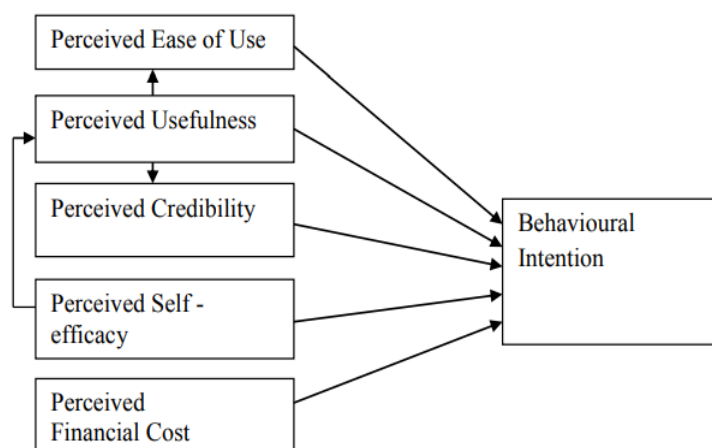 Perceived Ease of Use
Perceived Usefulness
Perceived Credibility
Perceived Self -
efficacy
Perceived
Financial Cost
Behavioural
Intention